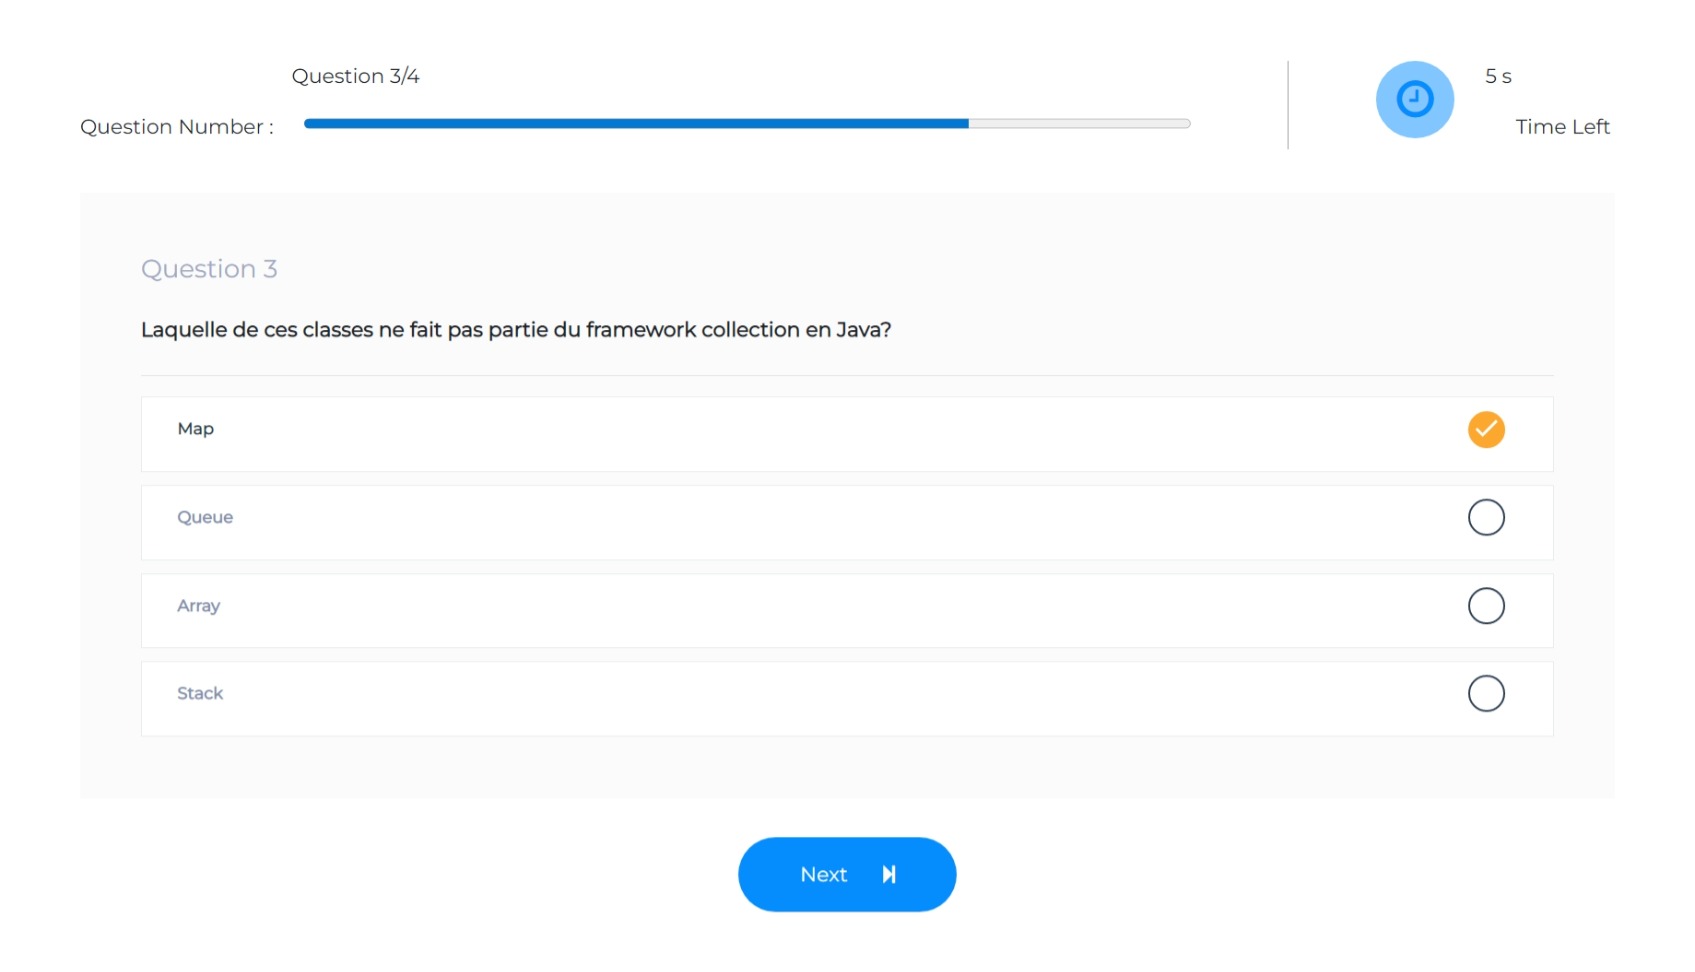 Question 3/4
Question Number :
5 s
Time Left
Question 3
Laquelle de ces classes ne fait pas partie du framework collection en Java?
Map
Queue
Array
Stack
Next